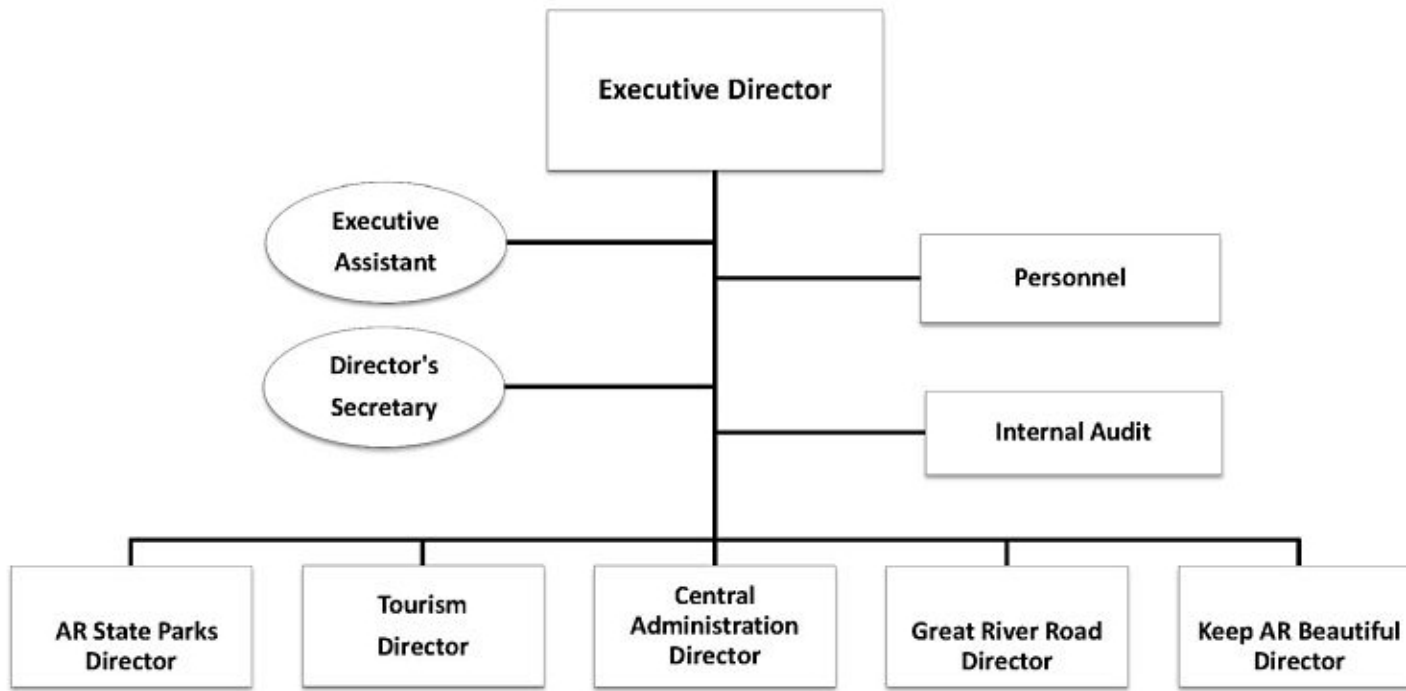 Executive Director
Executive
Assistant
Personnel
Director's
Secretary
Internal Audit
AR State Parks
Director
Tourism
Director
Central
Administration
Director
Great River Road
Director
Keep AR Beautiful
Director